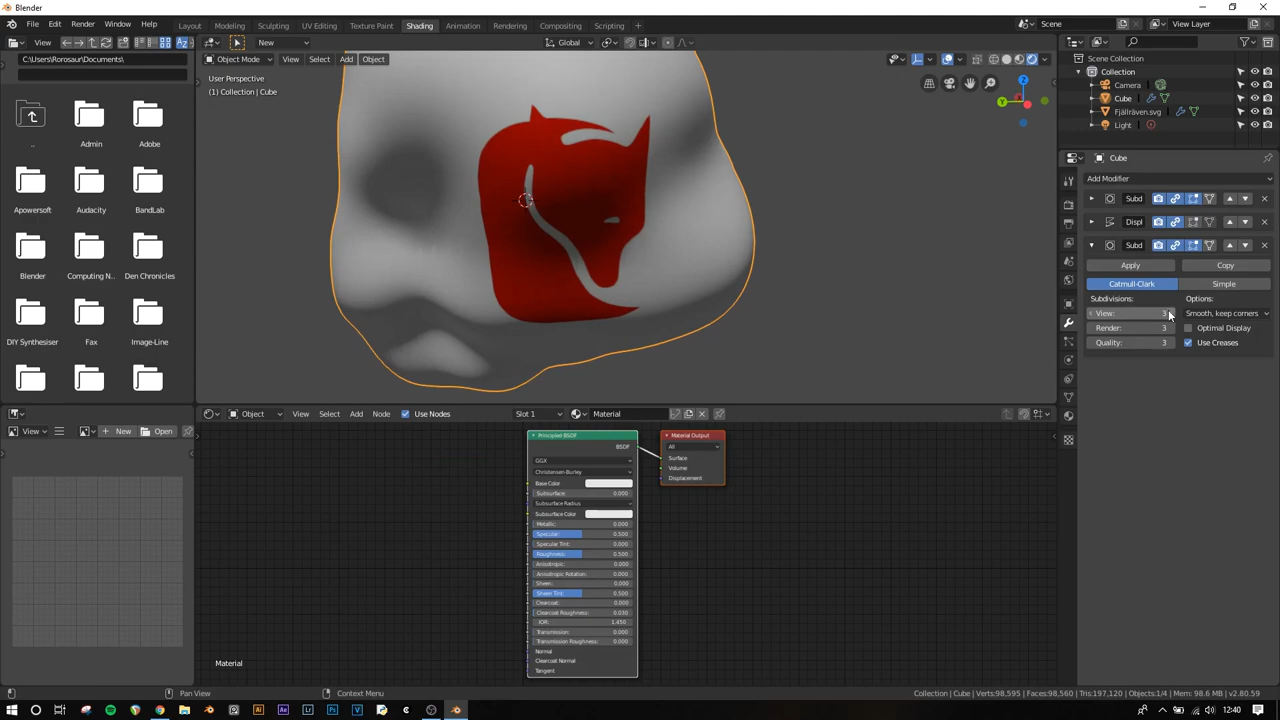 Blender
File Edit Render Window Help
Layout Modeling Sculpting UV Editing Texture Paint Shading Animation Rendering Compositing Scripting
Scene
View Layer
View
New
Global
C:\Users\Rorosaur\Documents\
Object Mode View Select Add Object
User Perspective
(1) Collection | Cube
Scene Collection
Collection
Camera
Cube
Fjällräven.svg
Light
Cube
Add Modifier
Subd
Displ
Subd
Apply Copy
Catmull-Clark Simple
Subdivisions: Options:
View: 3 Smooth, keep corners
Render: 3 Optimal Display
Quality: 3 Use Creases
.. Admin Adobe
Apowersoft Audacity BandLab
Blender Computing N.. Den Chronicles
DIY Synthesiser Fax Image-Line
View New Open
Object View Select Add Node Use Nodes Slot 1 Material
Principled BSDF
BSDF
GGX
Christensen-Burley
Base Color
Subsurface: 0.000
Subsurface Radius
Subsurface Color
Metallic: 0.000
Specular: 0.500
Specular Tint: 0.000
Roughness: 0.500
Anisotropic: 0.000
Anisotropic Rotation: 0.000
Sheen: 0.000
Sheen Tint: 0.500
Clearcoat: 0.000
Clearcoat Roughness: 0.030
IOR: 1.450
Transmission: 0.000
Transmission Roughness: 0.000
Normal
Clearcoat Normal
Tangent
Material Output
All
Surface
Volume
Displacement
Material
Pan View
Context Menu
Collection | Cube | Verts:98,595 | Faces:98,560 | Tris:197,120 | Objects:1/4 | Mem: 98.6 MB | v2.80.59
12:40